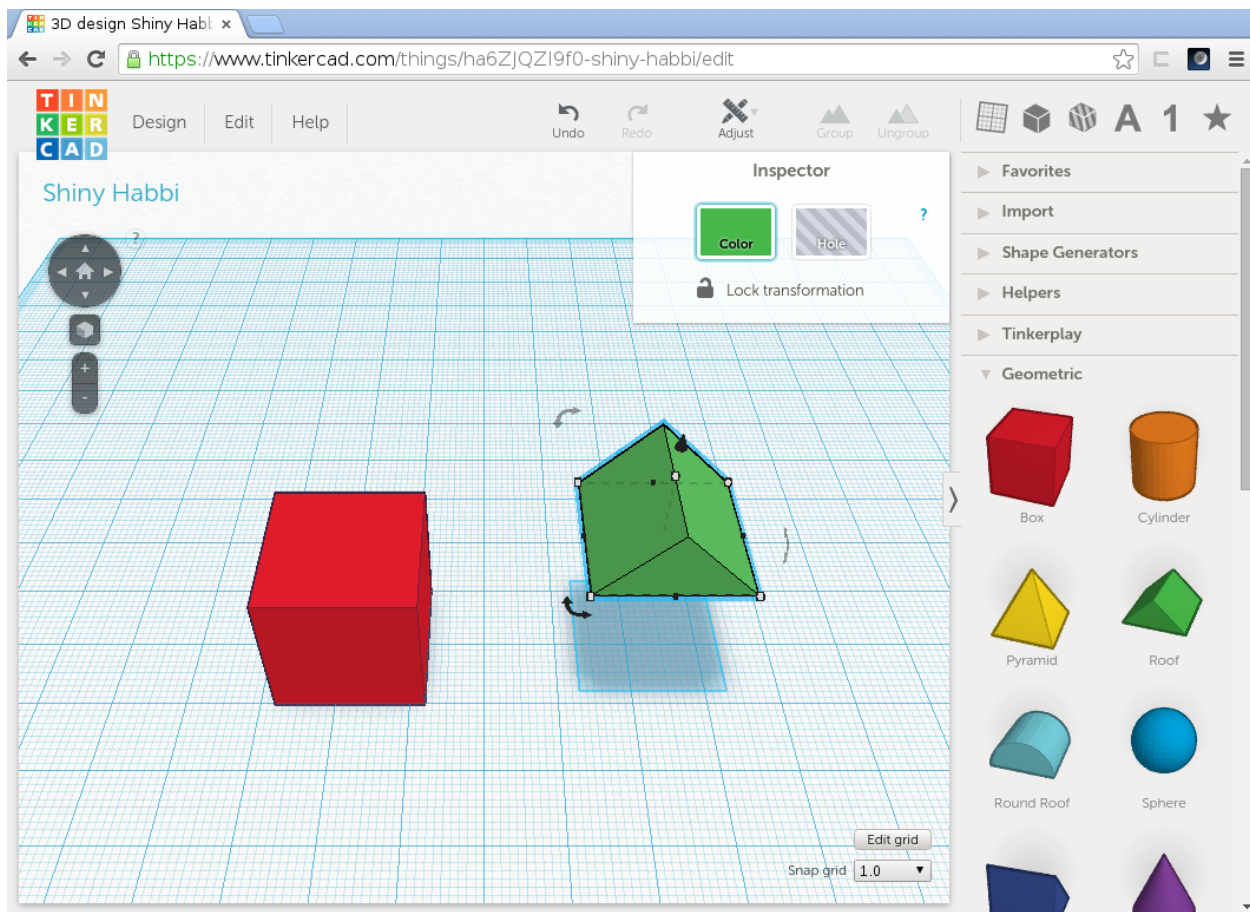 3D design Shiny Habb
https://www.tinkercad.com/things/ha6ZJQZI9f0-shiny-habbi/edit
TIN
KER
CAD
Design
Edit
Help
Undo
Redo
Adjust
Group
Ungroup
A
1
Shiny Habbi
?
Inspector
Color
Hole
?
Lock transformation
+
-
Edit grid
Snap grid
1.0
Favorites
Import
Shape Generators
Helpers
Tinkerplay
Geometric
Box
Cylinder
Pyramid
Roof
Round Roof
Sphere